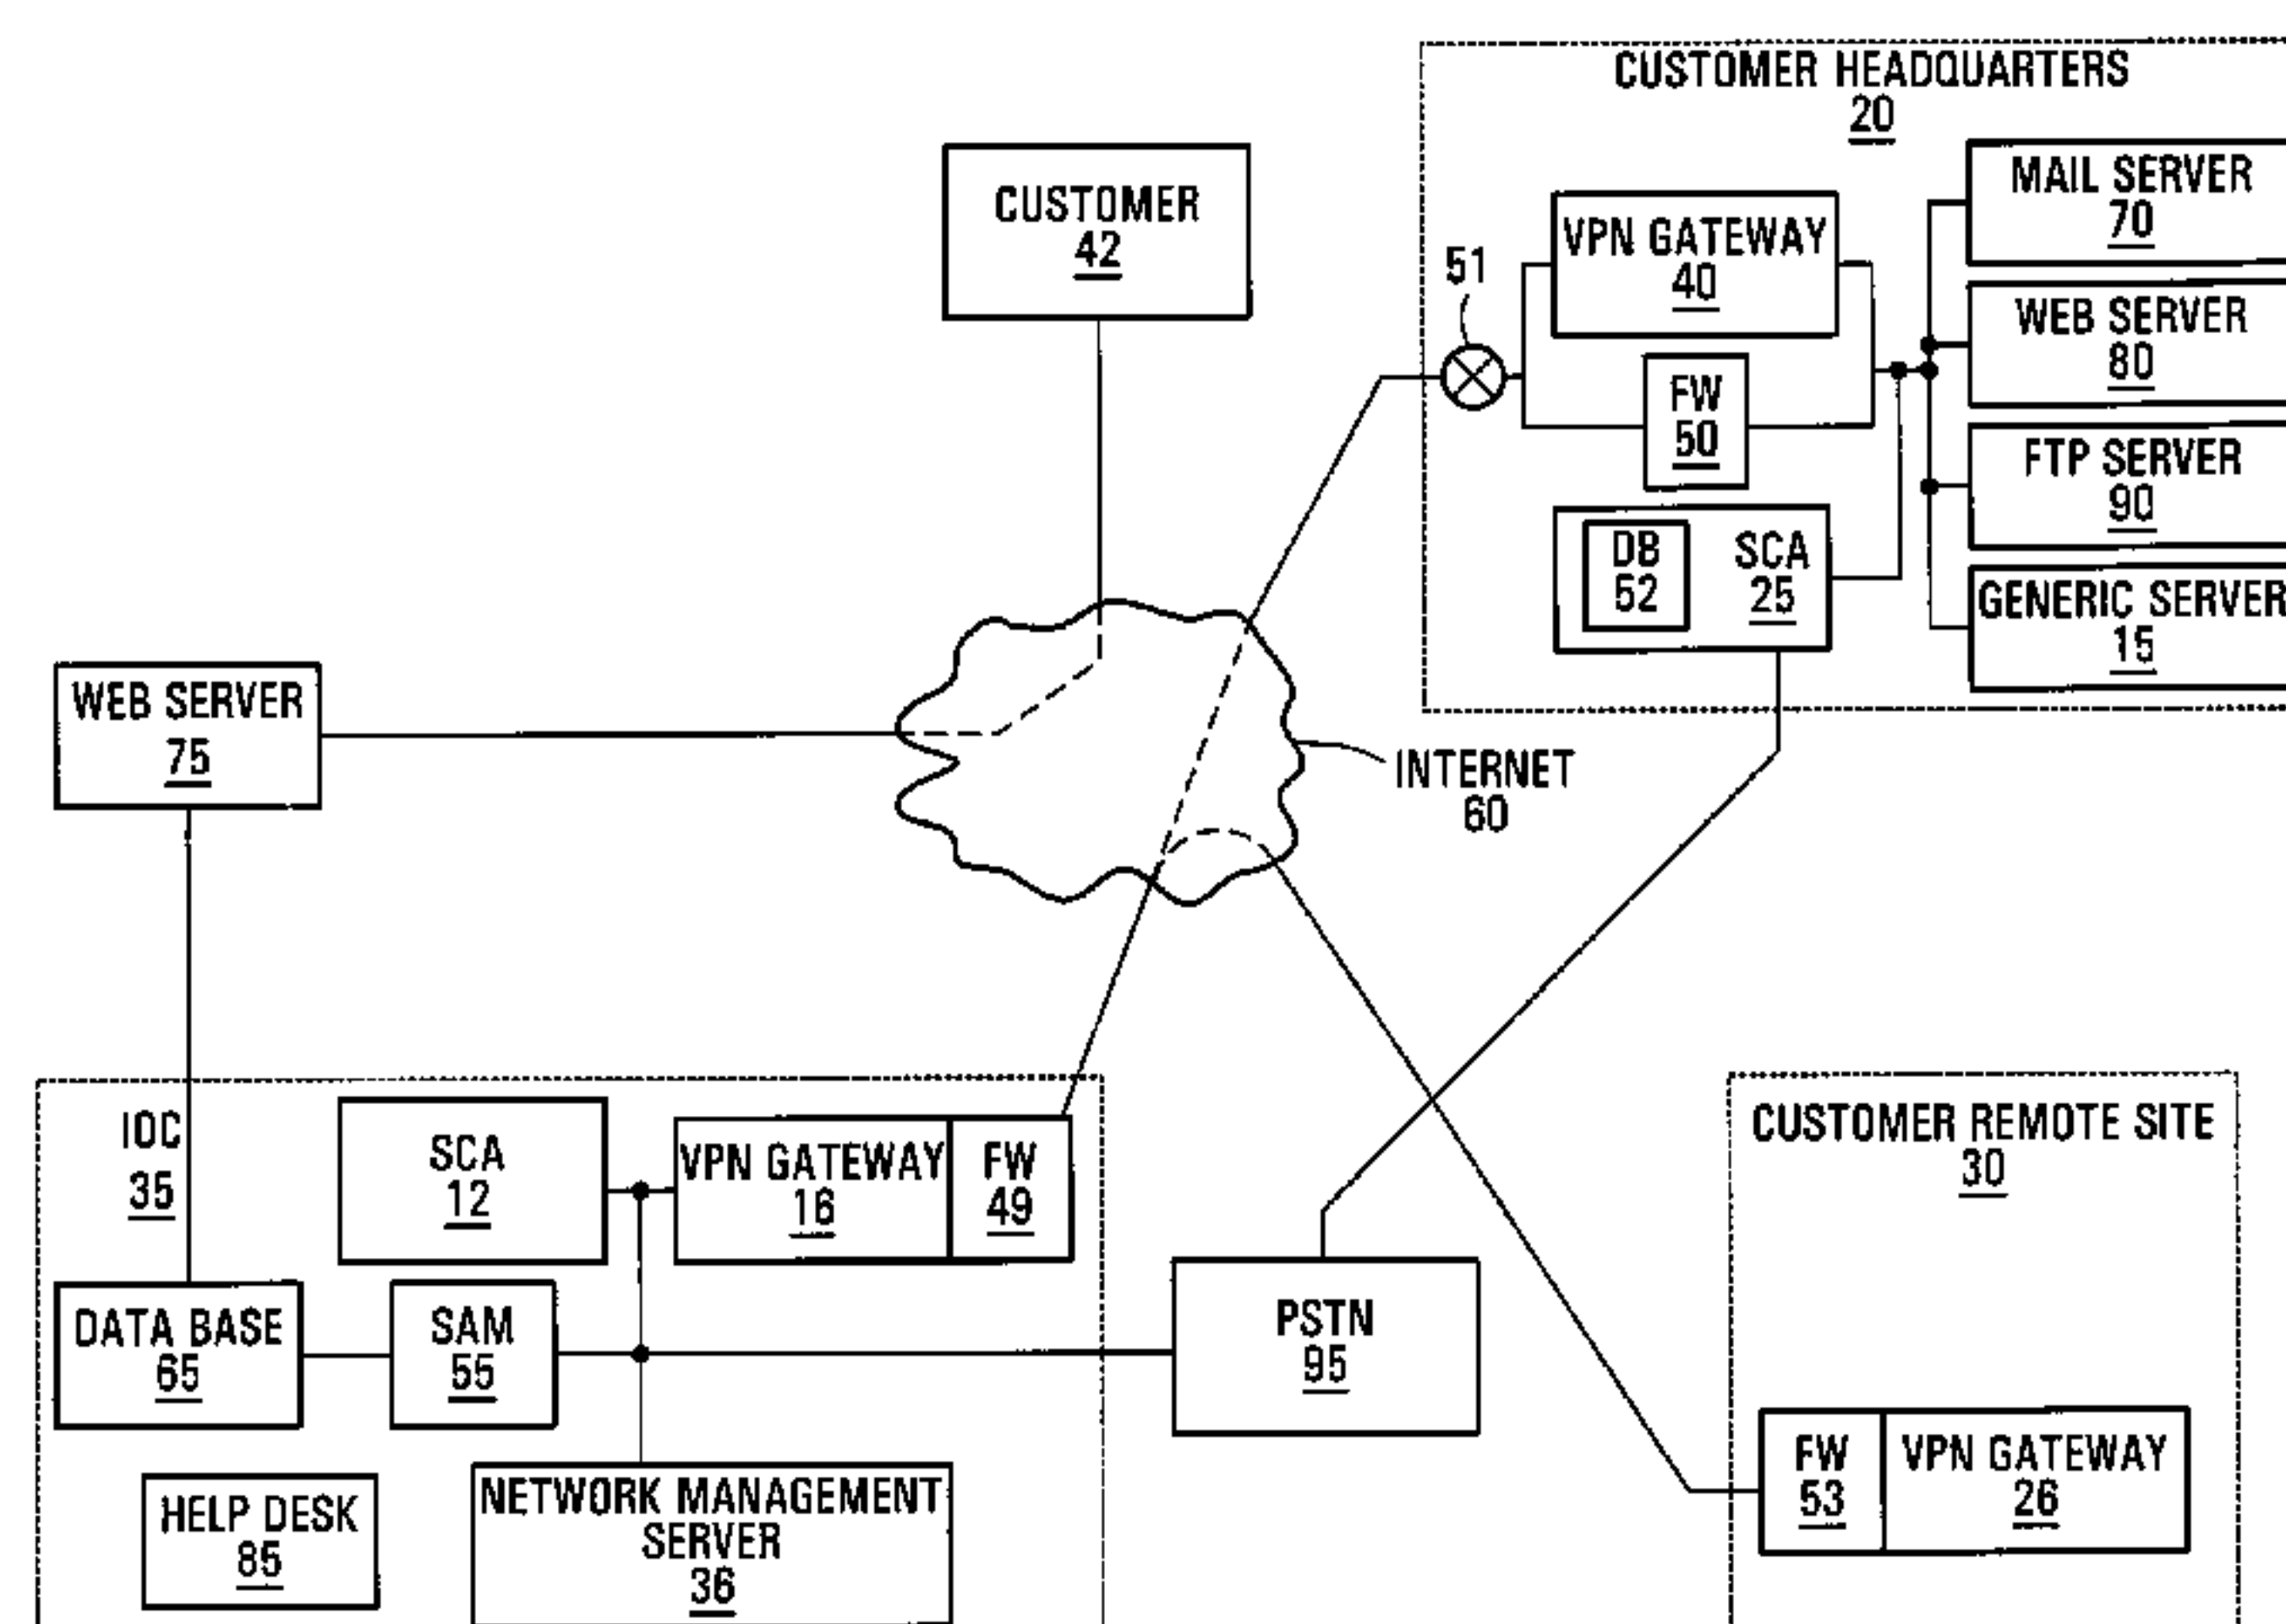 CUSTOMER HEADQUARTERS
20
CUSTOMER
42
51
VPN GATEWAY
40
FW
50
DB
52
SCA
25
MAIL SERVER
70
WEB SERVER
80
FTP SERVER
90
GENERIC SERVER
15
WEB SERVER
75
INTERNET
60
IOC
35
SCA
12
VPN GATEWAY
16
FW
49
DATA BASE
65
SAM
55
PSTN
95
HELP DESK
85
NETWORK MANAGEMENT
SERVER
36
CUSTOMER REMOTE SITE
30
FW
53
VPN GATEWAY
26